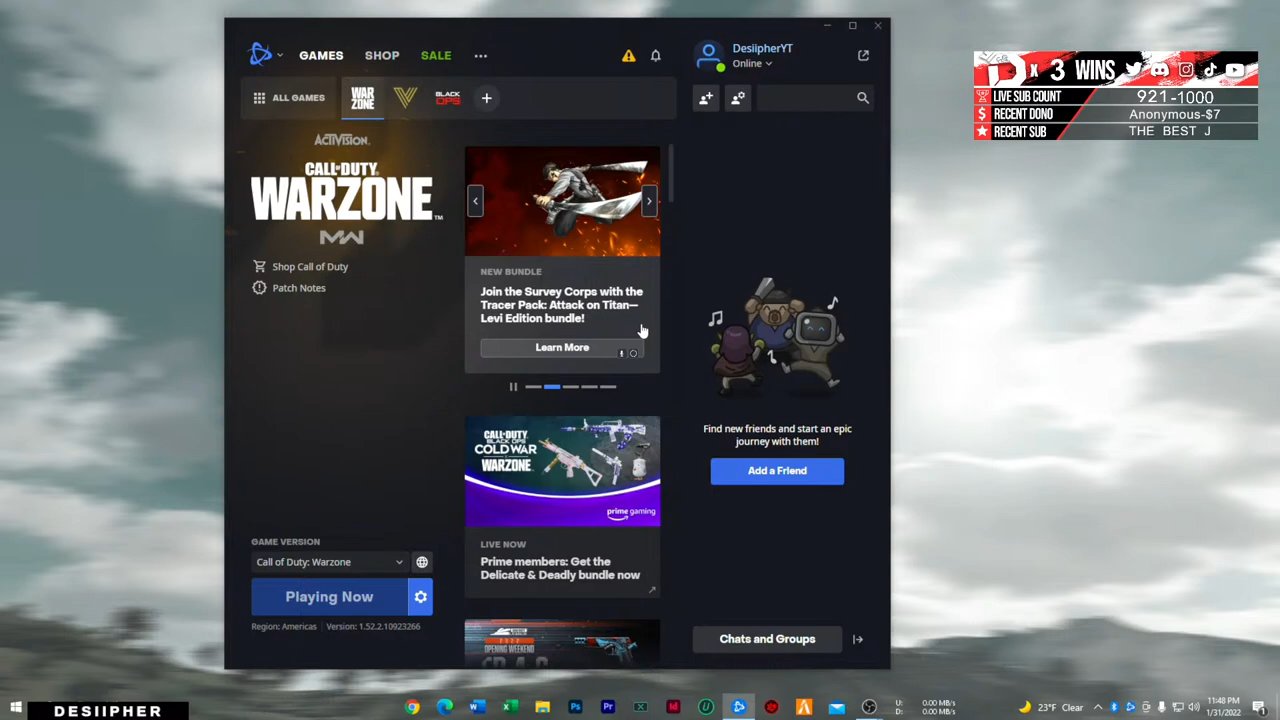 GAMES SHOP SALE
DesiipherYT
Online
ALL GAMES WAR ZONE BLACK OPS
ACTIVISION
CALL OF DUTY
WARZONE™
MW
Shop Call of Duty
Patch Notes
NEW BUNDLE
Join the Survey Corps with the
Tracer Pack: Attack on Titan—
Levi Edition bundle!
Learn More
CALL OF DUTY
BLACK OPS
COLD WAR
WARZONE
prime gaming
LIVE NOW
Prime members: Get the
Delicate & Deadly bundle now
OPENING WEEKEND
Find new friends and start an epic
journey with them!
Add a Friend
Chats and Groups
GAME VERSION
Call of Duty: Warzone
Playing Now
Region: Americas | Version: 1.52.2.10923266
D x 3 WINS
LIVE SUB COUNT 921-1000
RECENT DONO Anonymous-$7
RECENT SUB THE BEST J
DESIIPHER
U: 0.00 MB/s
D: 0.00 MB/s
23°F Clear
11:48 PM
1/31/2022